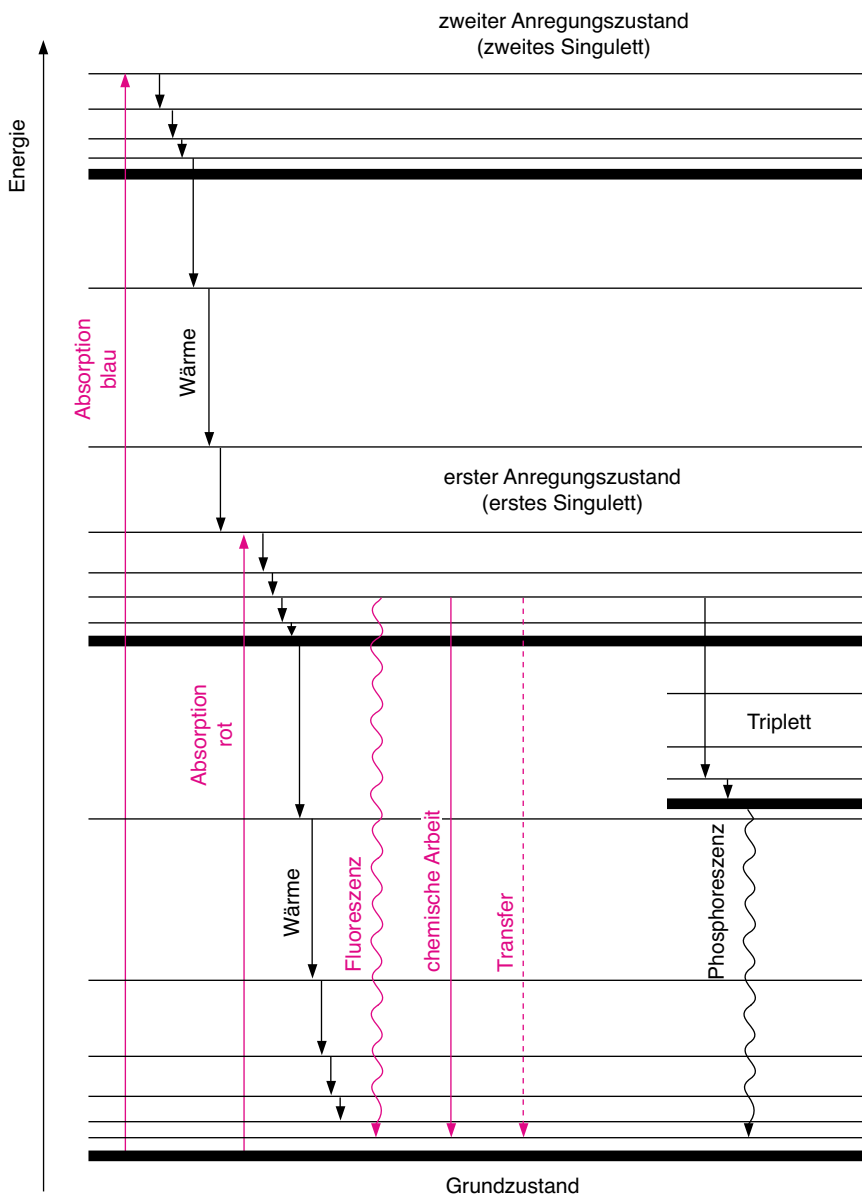 zweiter Anregungszustand
(zweites Singulett)
Energie
Absorption
blau
Wärme
erster Anregungszustand
(erstes Singulett)
Absorption
rot
Triplett
Wärme
Fluoreszenz
chemische Arbeit
Transfer
Phosphoreszenz
Grundzustand